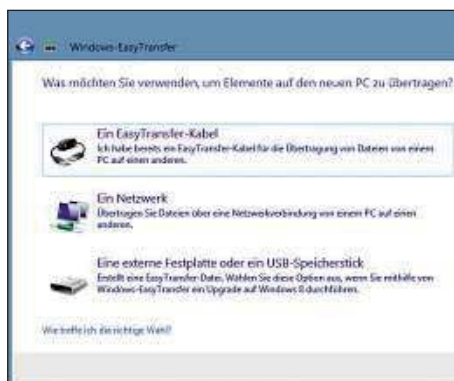 Windows-EasyTransfer
Was möchten Sie verwenden, um Elemente auf den neuen PC zu übertragen?
Ein EasyTransfer-Kabel
Ich habe bereits ein EasyTransfer-Kabel für die Übertragung von Dateien von einem
PC auf einen anderen.
Ein Netzwerk
Übertragen Sie Dateien über eine Netzwerkverbindung von einem PC auf einen
anderen.
Eine externe Festplatte oder ein USB-Speicherstick
Erstellt eine EasyTransfer-Datei. Wählen Sie diese Option aus, wenn Sie mithilfe von
Windows-EasyTransfer ein Upgrade auf Windows 8 durchführen.
Wie treffe ich die richtige Wahl?